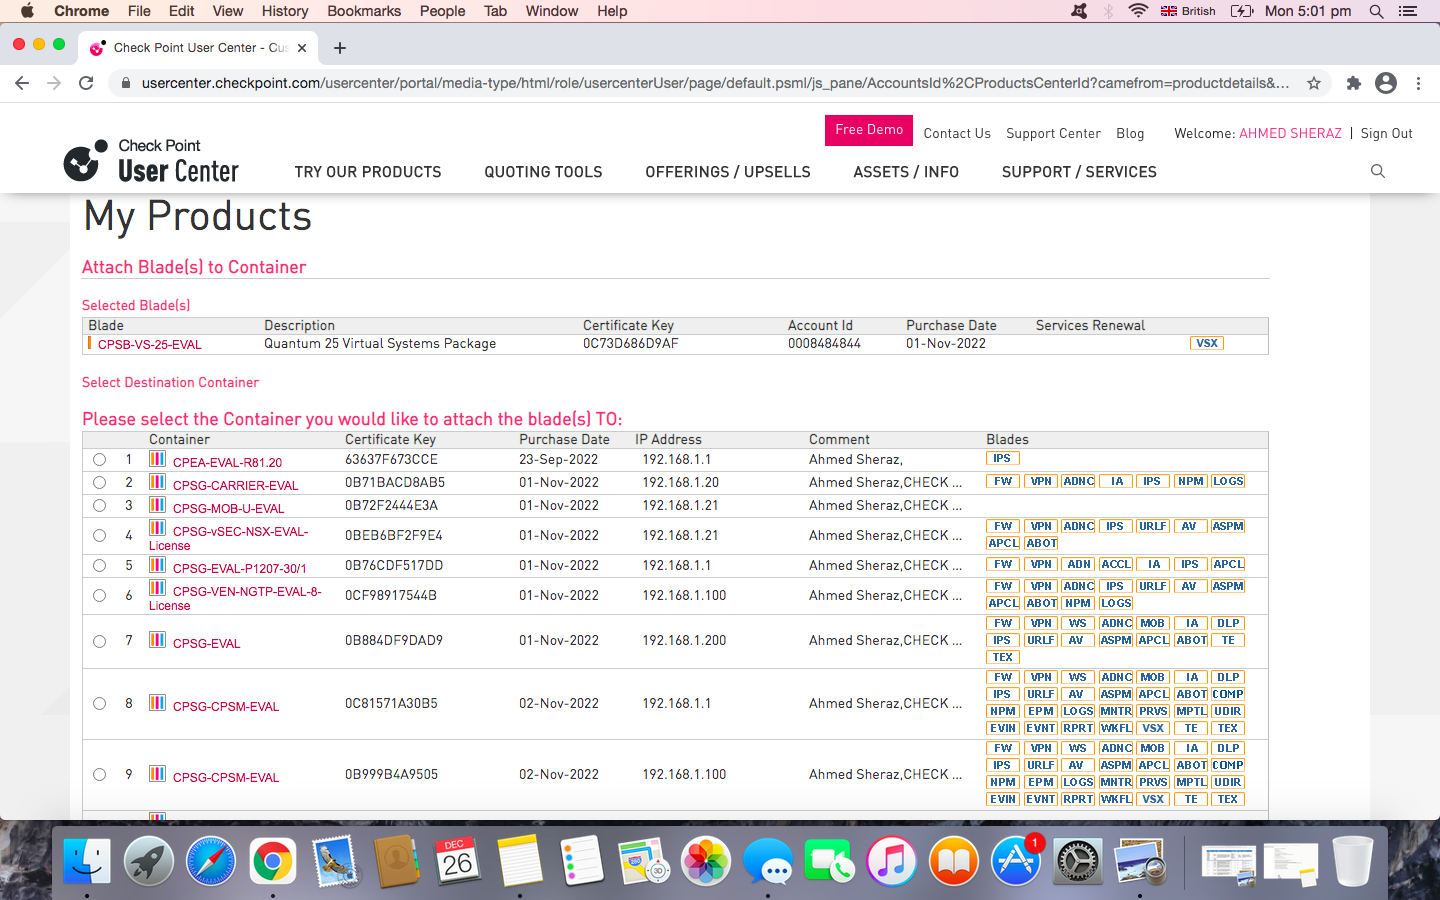 Chrome File Edit View History Bookmarks People Tab Window Help British Mon 5:01 pm
Check Point User Center - Cus
usercenter.checkpoint.com/usercenter/portal/media-type/html/role/usercenterUser/page/default.psml/js_pane/AccountsId%2CProductsCenterId?camefrom=productdetails&...
Free Demo Contact Us Support Center Blog Welcome: AHMED SHERAZ | Sign Out
Check Point
User Center
TRY OUR PRODUCTS QUOTING TOOLS OFFERINGS / UPSELLS ASSETS / INFO SUPPORT / SERVICES
My Products
Attach Blade(s) to Container
Selected Blade(s)
Blade Description Certificate Key Account Id Purchase Date Services Renewal
CPSB-VS-25-EVAL Quantum 25 Virtual Systems Package 0C73D686D9AF 0008484844 01-Nov-2022 VSX
Select Destination Container
Please select the Container you would like to attach the blade(s) TO:
Container Certificate Key Purchase Date IP Address Comment Blades
1 CPEA-EVAL-R81.20 63637F673CCE 23-Sep-2022 192.168.1.1 Ahmed Sheraz, IPS
2 CPSG-CARRIER-EVAL 0B71BACD8AB5 01-Nov-2022 192.168.1.20 Ahmed Sheraz,CHECK ... FW VPN ADNC IA IPS NPM LOGS
3 CPSG-MOB-U-EVAL 0B72F2444E3A 01-Nov-2022 192.168.1.21 Ahmed Sheraz,CHECK ...
4 CPSG-vSEC-NSX-EVAL- 0BEB6BF2F9E4 01-Nov-2022 192.168.1.21 Ahmed Sheraz,CHECK ... FW VPN ADNC IPS URLF AV ASPM
License APCL ABOT
5 CPSG-EVAL-P1207-30/1 0B76CDF517DD 01-Nov-2022 192.168.1.1 Ahmed Sheraz,CHECK ... FW VPN ADN ACCL IA IPS APCL
6 CPSG-VEN-NGTP-EVAL-8- 0CF98917544B 01-Nov-2022 192.168.1.100 Ahmed Sheraz,CHECK ... FW VPN ADNC IPS URLF AV ASPM
License APCL ABOT NPM LOGS
7 CPSG-EVAL 0B884DF9DAD9 01-Nov-2022 192.168.1.200 Ahmed Sheraz,CHECK ... FW VPN WS ADNC MOB IA DLP
IPS URLF AV ASPM APCL ABOT TE
TEX
8 CPSG-CPSM-EVAL 0C81571A30B5 02-Nov-2022 192.168.1.1 Ahmed Sheraz,CHECK ... FW VPN WS ADNC MOB IA DLP
IPS URLF AV ASPM APCL ABOT COMP
NPM EPM LOGS MNTR PRVS MPTL UDIR
EVIN EVNT RPRT WKFL VSX TE TEX
9 CPSG-CPSM-EVAL 0B999B4A9505 02-Nov-2022 192.168.1.100 Ahmed Sheraz,CHECK ... FW VPN WS ADNC MOB IA DLP
IPS URLF AV ASPM APCL ABOT COMP
NPM EPM LOGS MNTR PRVS MPTL UDIR
EVIN EVNT RPRT WKFL VSX TE TEX
DEC
26
280
3D
1